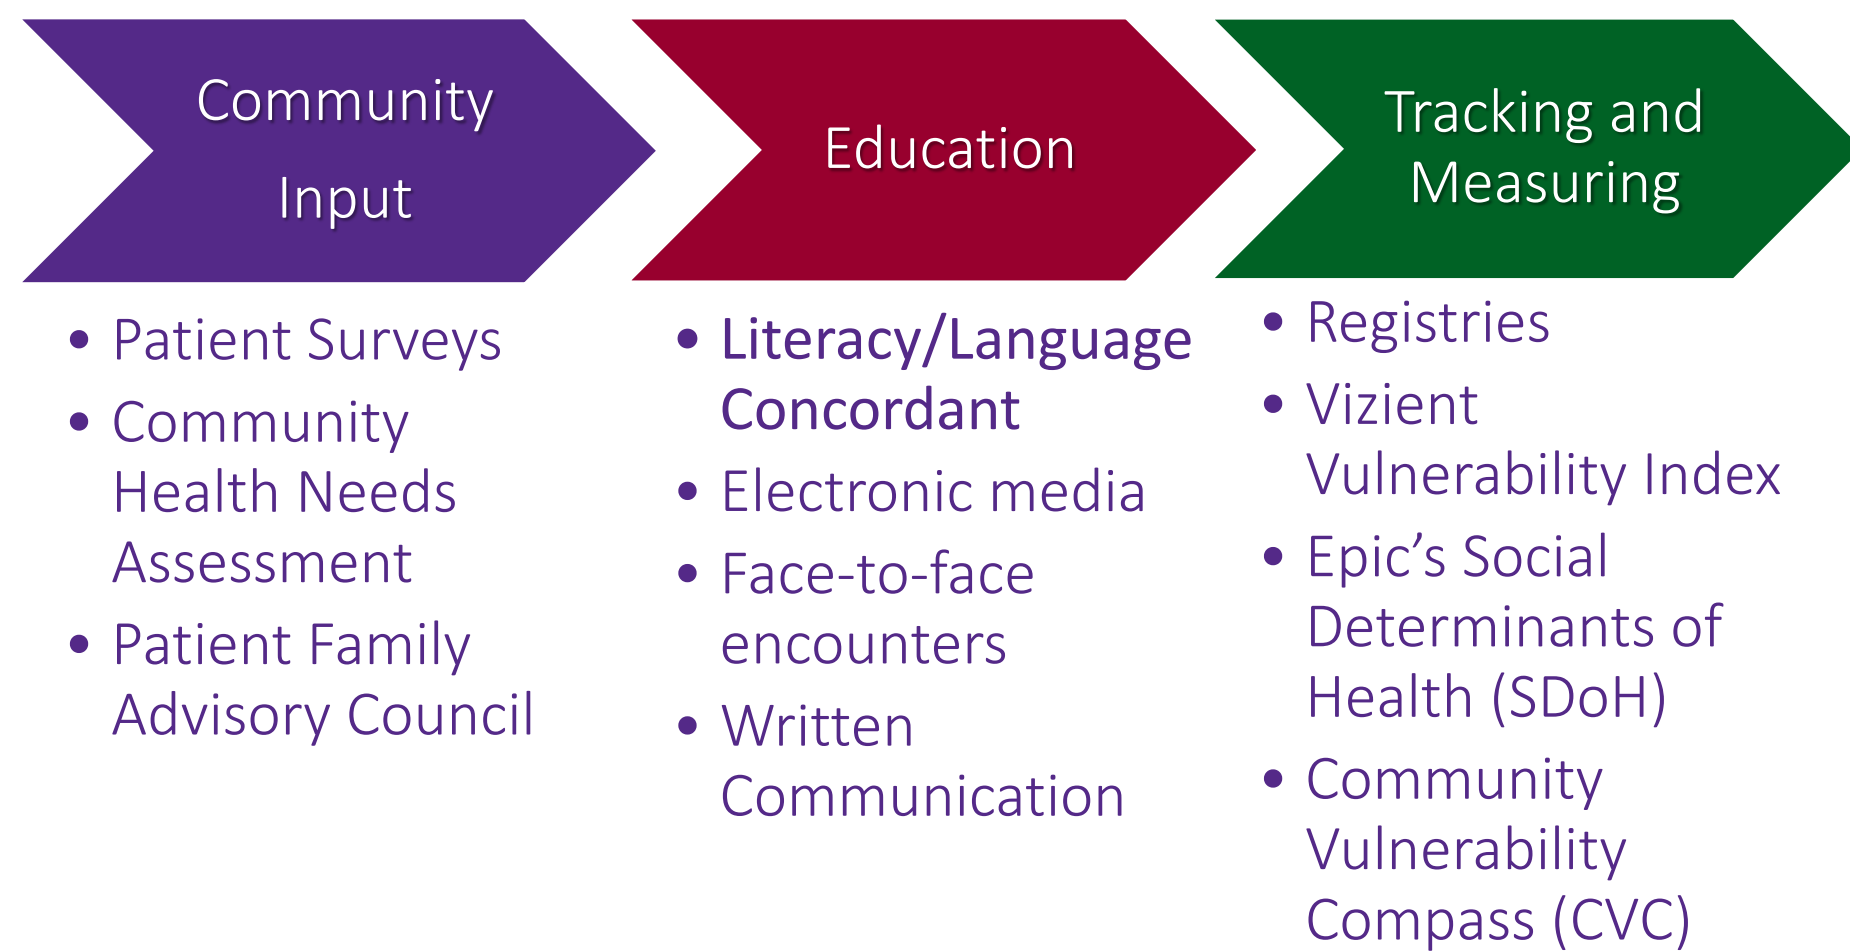 Community
Input
• Patient Surveys
• Community
Health Needs
Assessment
• Patient Family
Advisory Council
Education
• Literacy/Language
Concordant
• Electronic media
• Face-to-face
encounters
• Written
Communication
Tracking and
Measuring
• Registries
• Vizient
Vulnerability Index
• Epic’s Social
Determinants of
Health (SDoH)
• Community
Vulnerability
Compass (CVC)